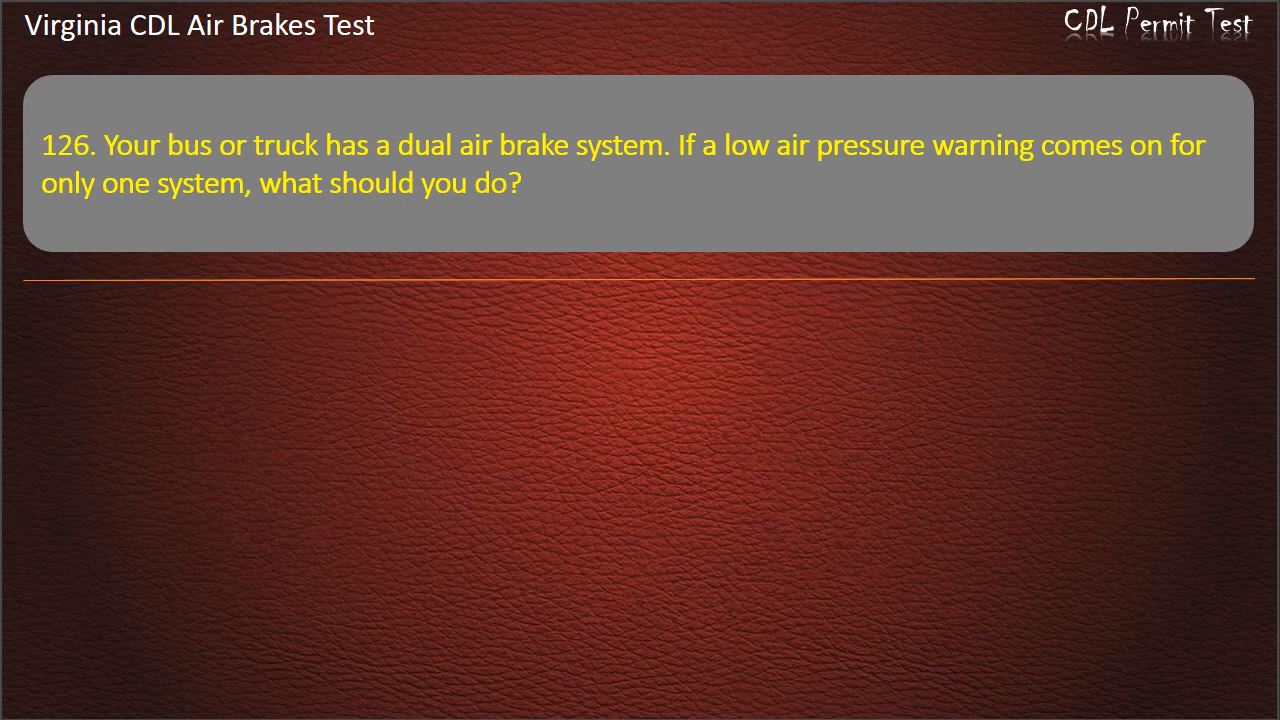 Virginia CDL Air Brakes Test
CDL Permit Test
126. Your bus or truck has a dual air brake system. If a low air pressure warning comes on for
only one system, what should you do?